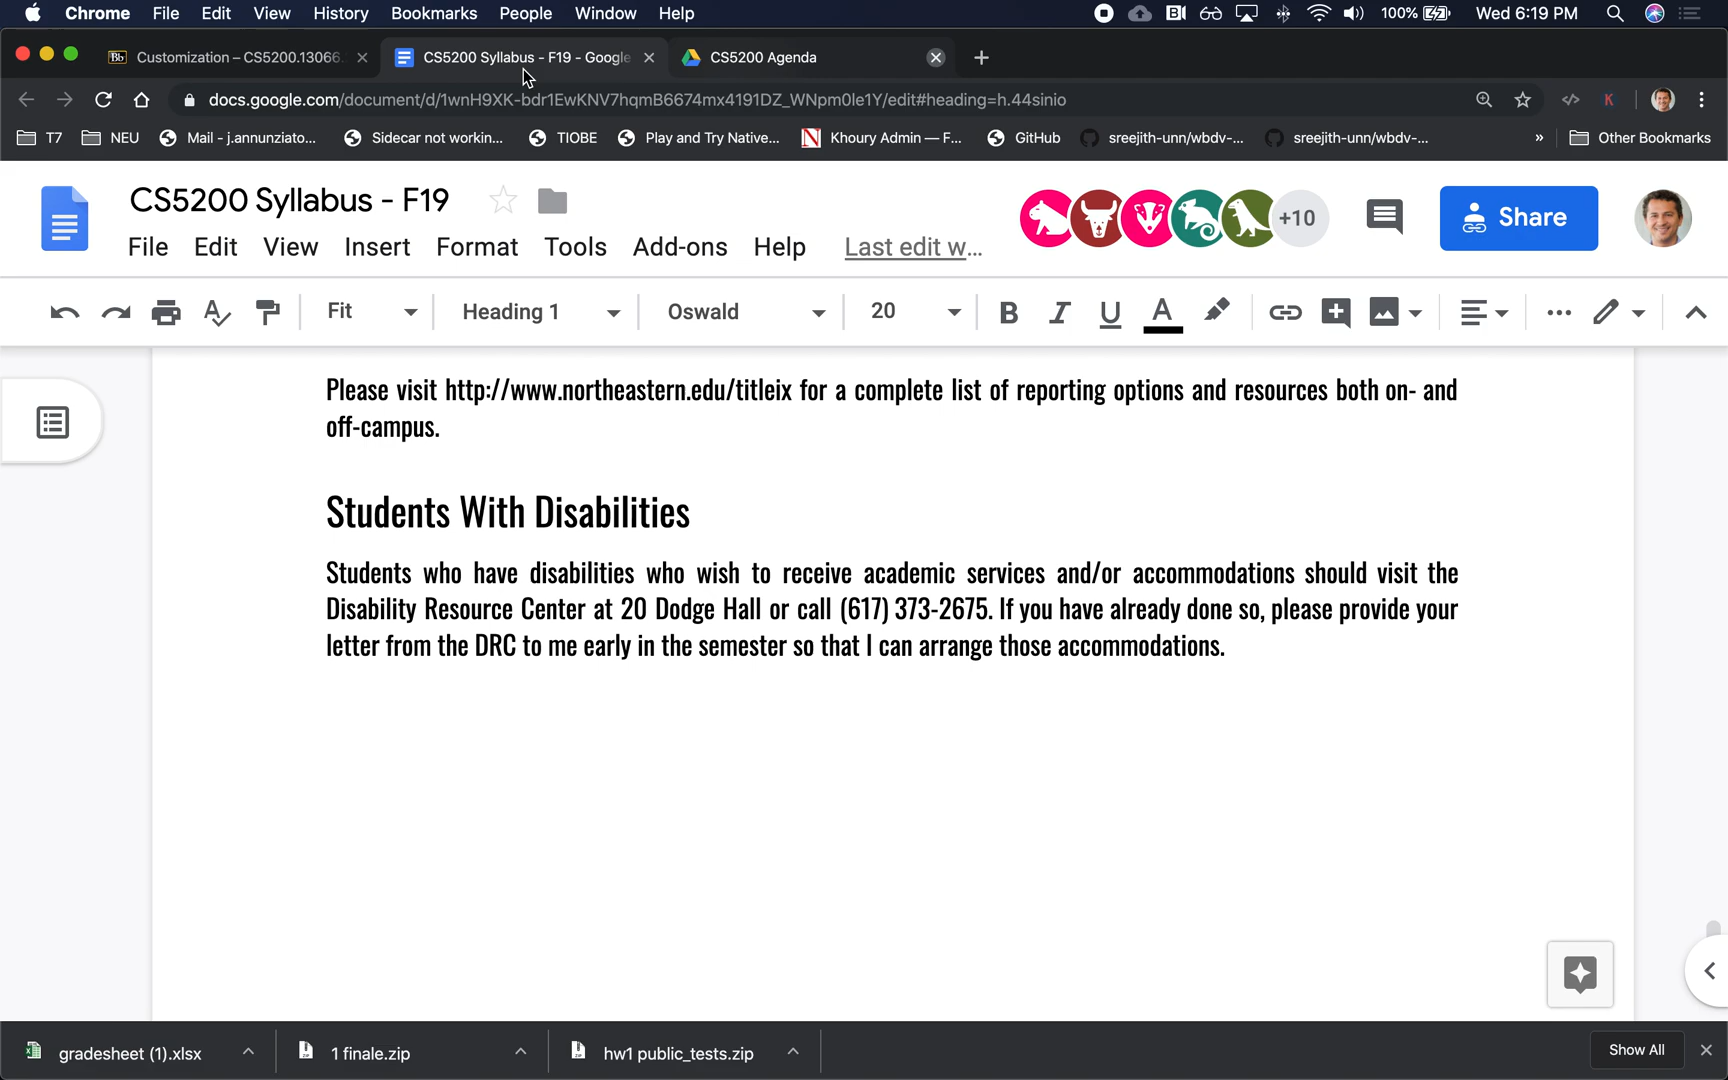 Chrome File Edit View History Bookmarks People Window Help 100% Wed 6:19 PM
Bb Customization – CS5200.13066. CS5200 Syllabus - F19 - Google CS5200 Agenda
docs.google.com/document/d/1wnH9XK-bdr1EwKNV7hqmB6674mx4191DZ_WNpm0le1Y/edit#heading=h.44sinio
T7 NEU Mail - j.annunziato... Sidecar not workin... TIOBE Play and Try Native... Khoury Admin — F... GitHub sreejith-unn/wbdv-... sreejith-unn/wbdv-... » Other Bookmarks
CS5200 Syllabus - F19
+10 Share
File Edit View Insert Format Tools Add-ons Help Last edit w...
Fit Heading 1 Oswald 20 B I U A
Please visit http://www.northeastern.edu/titleix for a complete list of reporting options and resources both on- and
off-campus.
Students With Disabilities
Students who have disabilities who wish to receive academic services and/or accommodations should visit the
Disability Resource Center at 20 Dodge Hall or call (617) 373-2675. If you have already done so, please provide your
letter from the DRC to me early in the semester so that I can arrange those accommodations.
gradesheet (1).xlsx 1 finale.zip hw1 public_tests.zip Show All